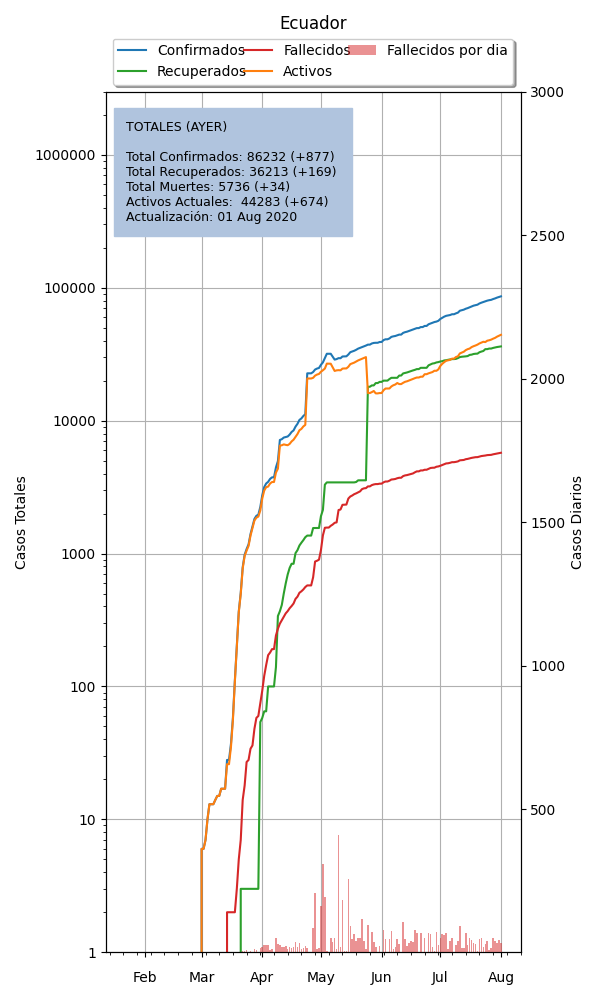 Ecuador
Confirmados Fallecidos Fallecidos por dia
Recuperados Activos
TOTALES (AYER)
Total Confirmados: 86232 (+877)
Total Recuperados: 36213 (+169)
Total Muertes: 5736 (+34)
Activos Actuales:  44283 (+674)
Actualización: 01 Aug 2020
Casos Totales
1000000
100000
10000
1000
100
10
1
3000
2500
2000
1500
1000
500
Casos Diarios
Feb Mar Apr May Jun Jul Aug